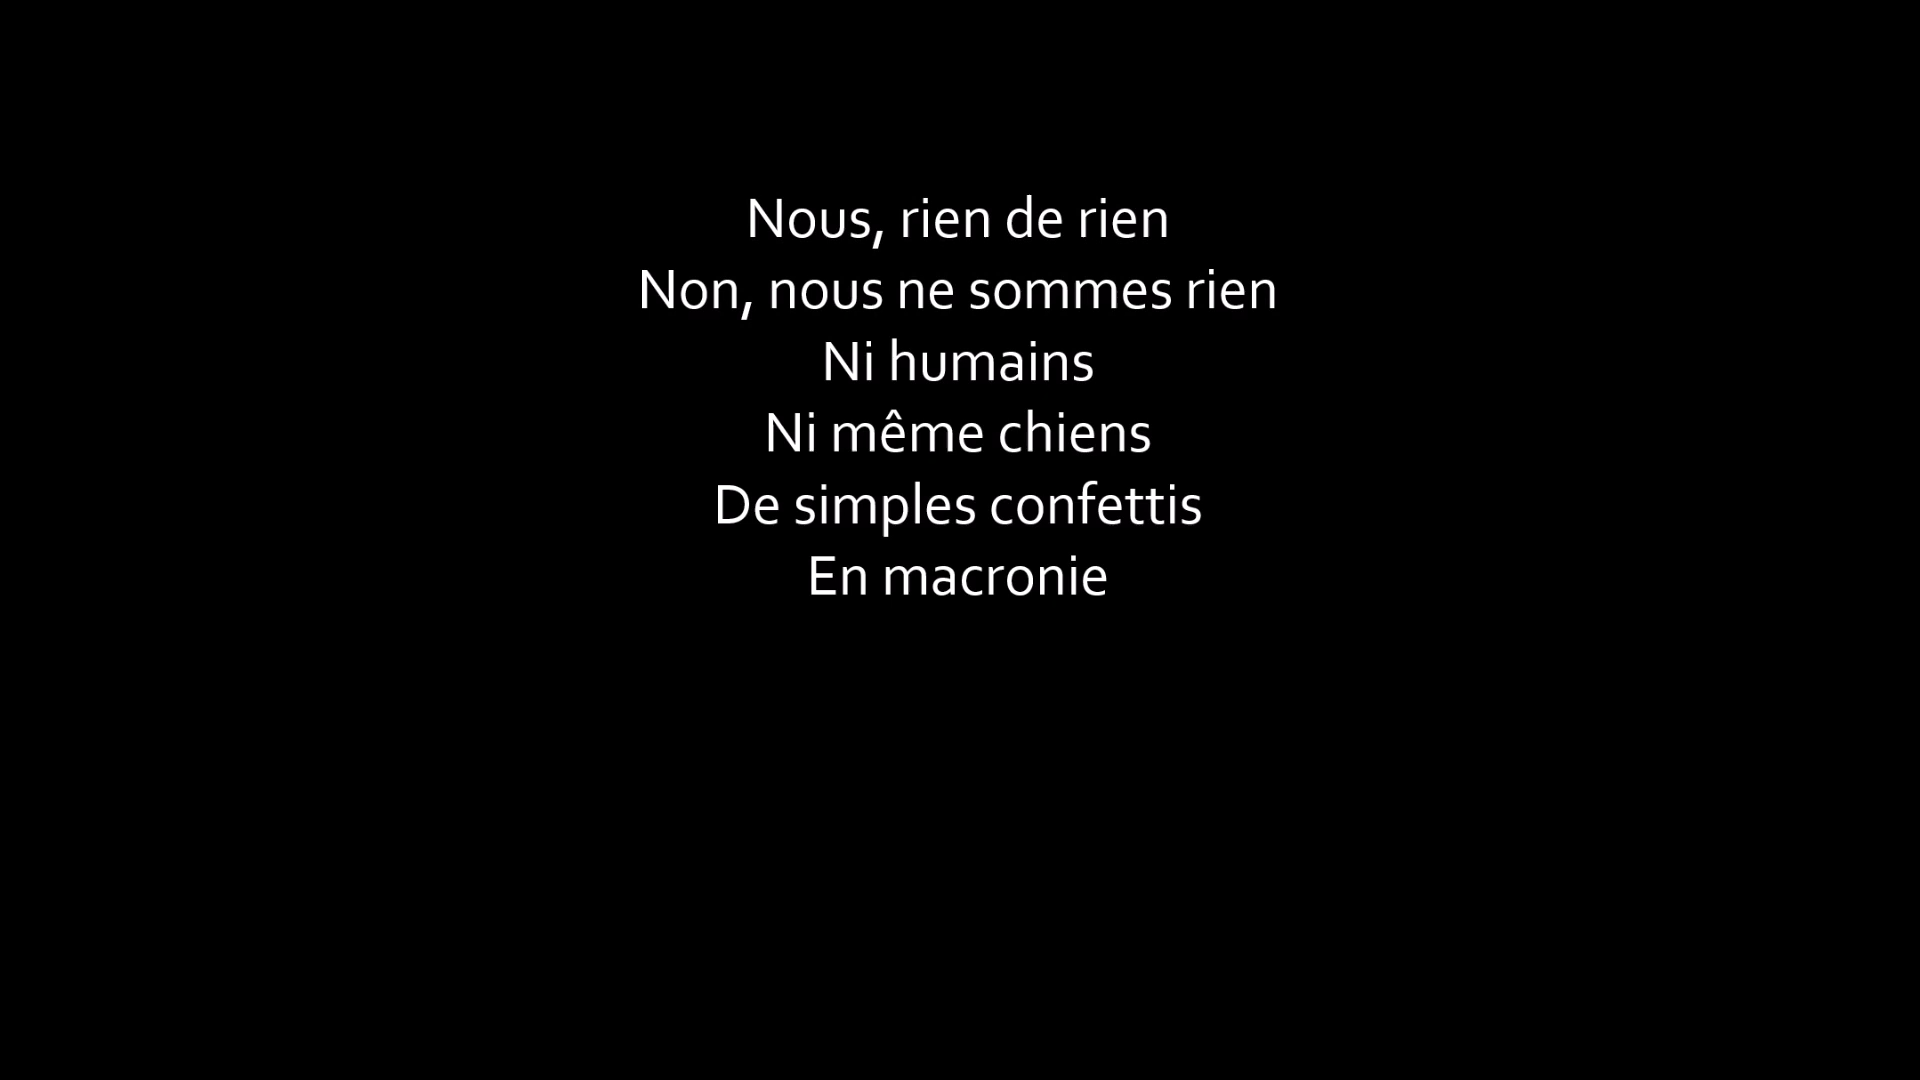 Nous, rien de rien
Non, nous ne sommes rien
Ni humains
Ni même chiens
De simples confettis
En macronie